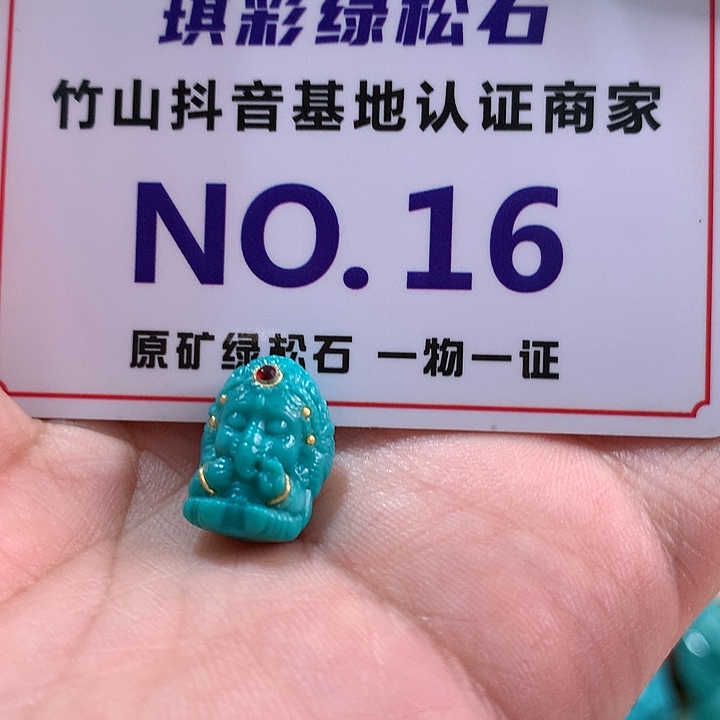 琪彩绿松石
竹山抖音基地认证商家
NO.16
原矿绿松石 一物一证